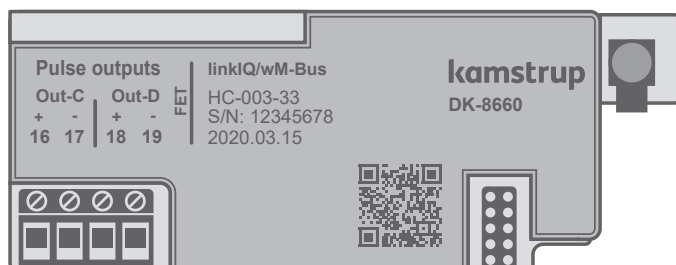 Pulse outputs
Out-C Out-D
+ - + -
16 17 18 19
FET
linkIQ/wM-Bus
HC-003-33
S/N: 12345678
2020.03.15
kamstrup
DK-8660